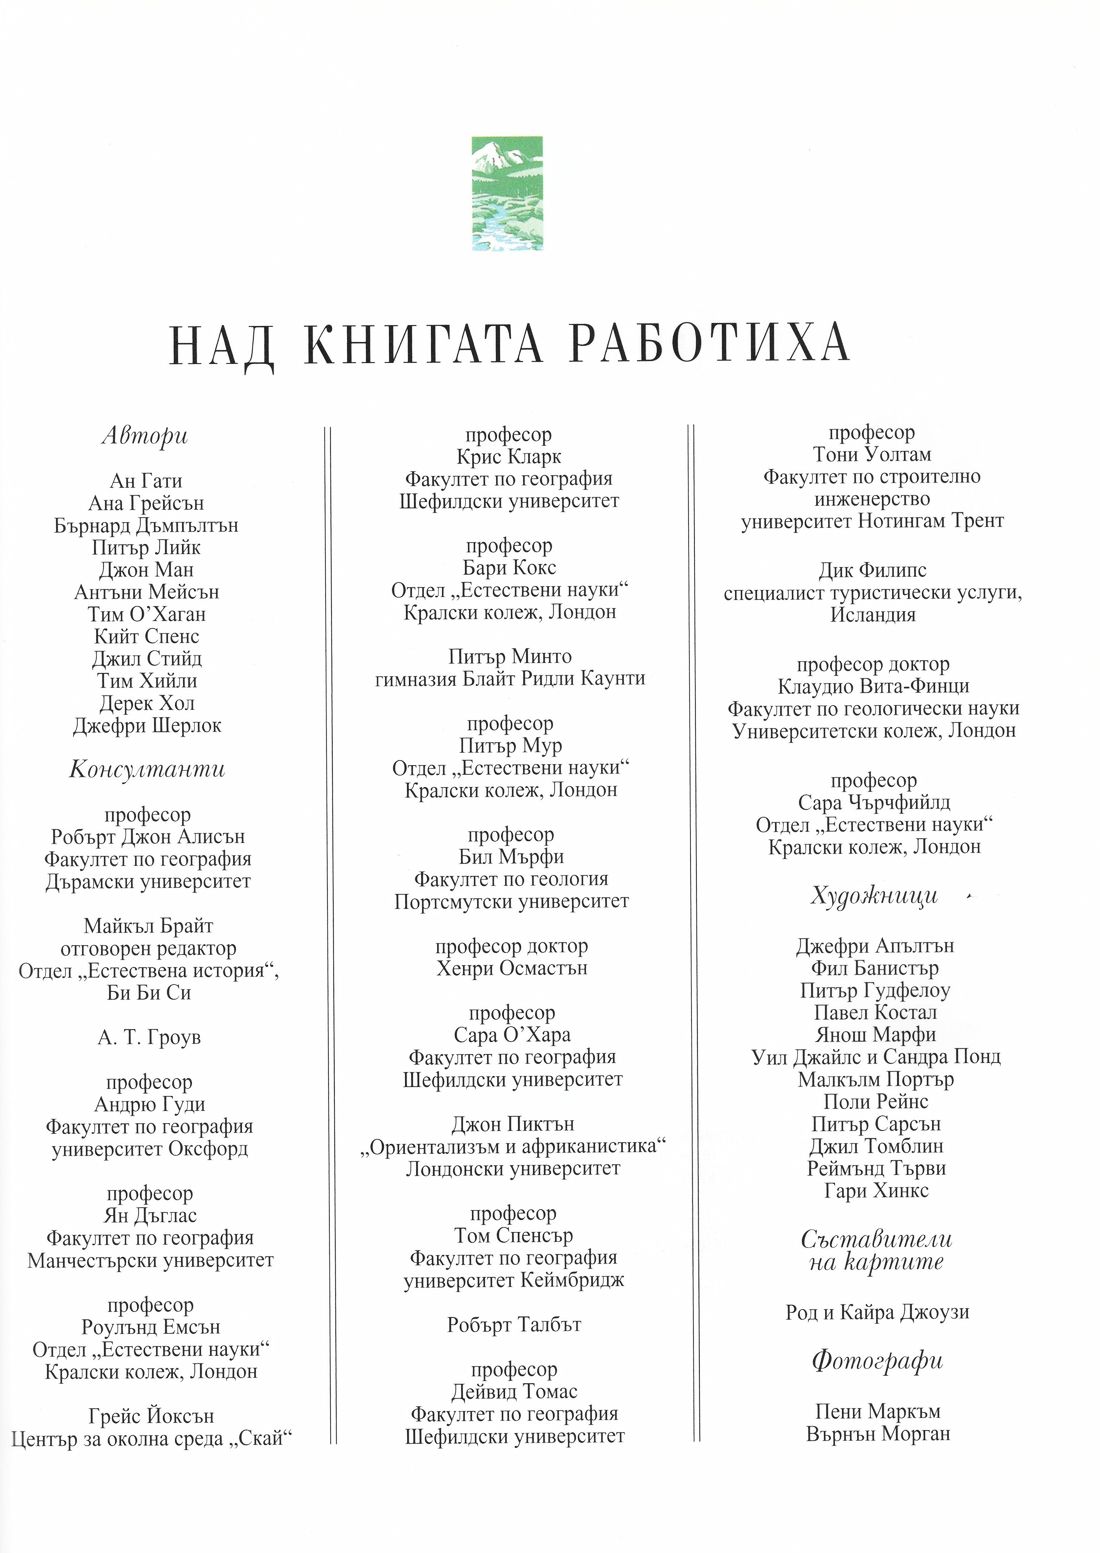 НАД КНИГАТА РАБОТИХА
Автори
Ан Гати
Ана Грейсън
Бърнард Дъмпълтън
Питър Лийк
Джон Ман
Антъни Мейсън
Тим О’Хаган
Кийт Спенс
Джил Стийд
Тим Хийли
Дерек Хол
Джефри Шерлок
Консултанти
професор
Робърт Джон Алисън
Факултет по география
Дърамски университет
Майкъл Брайт
отговорен редактор
Отдел „Естествена история“,
Би Би Си
А. Т. Гроув
професор
Андрю Гуди
Факултет по география
университет Оксфорд
професор
Ян Дъглас
Факултет по география
Манчестърски университет
професор
Роулънд Емсън
Отдел „Естествени науки“
Кралски колеж, Лондон
Грейс Йоксън
Център за околна среда „Скай“
професор
Крис Кларк
Факултет по география
Шефилдски университет
професор
Бари Кокс
Отдел „Естествени науки“
Кралски колеж, Лондон
Питър Минто
гимназия Блайт Ридли Каунти
професор
Питър Мур
Отдел „Естествени науки“
Кралски колеж, Лондон
професор
Бил Мърфи
Факултет по геология
Портсмутски университет
професор доктор
Хенри Осмастън
професор
Сара О’Хара
Факултет по география
Шефилдски университет
Джон Пиктън
„Ориентализъм и африканистика“
Лондонски университет
професор
Том Спенсър
Факултет по география
университет Кеймбридж
Робърт Талбът
професор
Дейвид Томас
Факултет по география
Шефилдски университет
професор
Тони Уолтам
Факултет по строително
инженерство
университет Нотингам Трент
Дик Филипс
специалист туристически услуги,
Исландия
професор доктор
Клаудио Вита-Финци
Факултет по геологически науки
Университетски колеж, Лондон
професор
Сара Чърчфийлд
Отдел „Естествени науки“
Кралски колеж, Лондон
Художници
Джефри Апълтън
Фил Банистър
Питър Гудфелоу
Павел Костал
Янош Марфи
Уил Джайлс и Сандра Понд
Малкълм Портър
Поли Рейнс
Питър Сарсън
Джил Томблин
Реймънд Търви
Гари Хинкс
Съставители
на картите
Род и Кайра Джоузи
Фотографи
Пени Маркъм
Върнън Морган